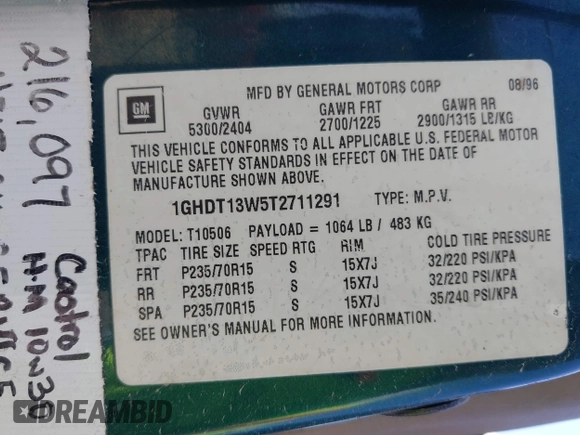 GM
MFD BY GENERAL MOTORS CORP 08/96
GVWR GAWR FRT GAWR RR
5300/2404 2700/1225 2900/1315 LB/KG
THIS VEHICLE CONFORMS TO ALL APPLICABLE U.S. FEDERAL MOTOR
VEHICLE SAFETY STANDARDS IN EFFECT ON THE DATE OF
MANUFACTURE SHOWN ABOVE.
1GHDT13W5T2711291 TYPE: M.P.V.
MODEL: T10506 PAYLOAD = 1064 LB / 483 KG
TPAC TIRE SIZE SPEED RTG RIM COLD TIRE PRESSURE
FRT P235/70R15 S 15X7J 32/220 PSI/KPA
RR P235/70R15 S 15X7J 32/220 PSI/KPA
SPA P235/70R15 S 15X7J 35/240 PSI/KPA
SEE OWNER'S MANUAL FOR MORE INFORMATION.
216,097
Castrol
HM 10W30
DREAMBID